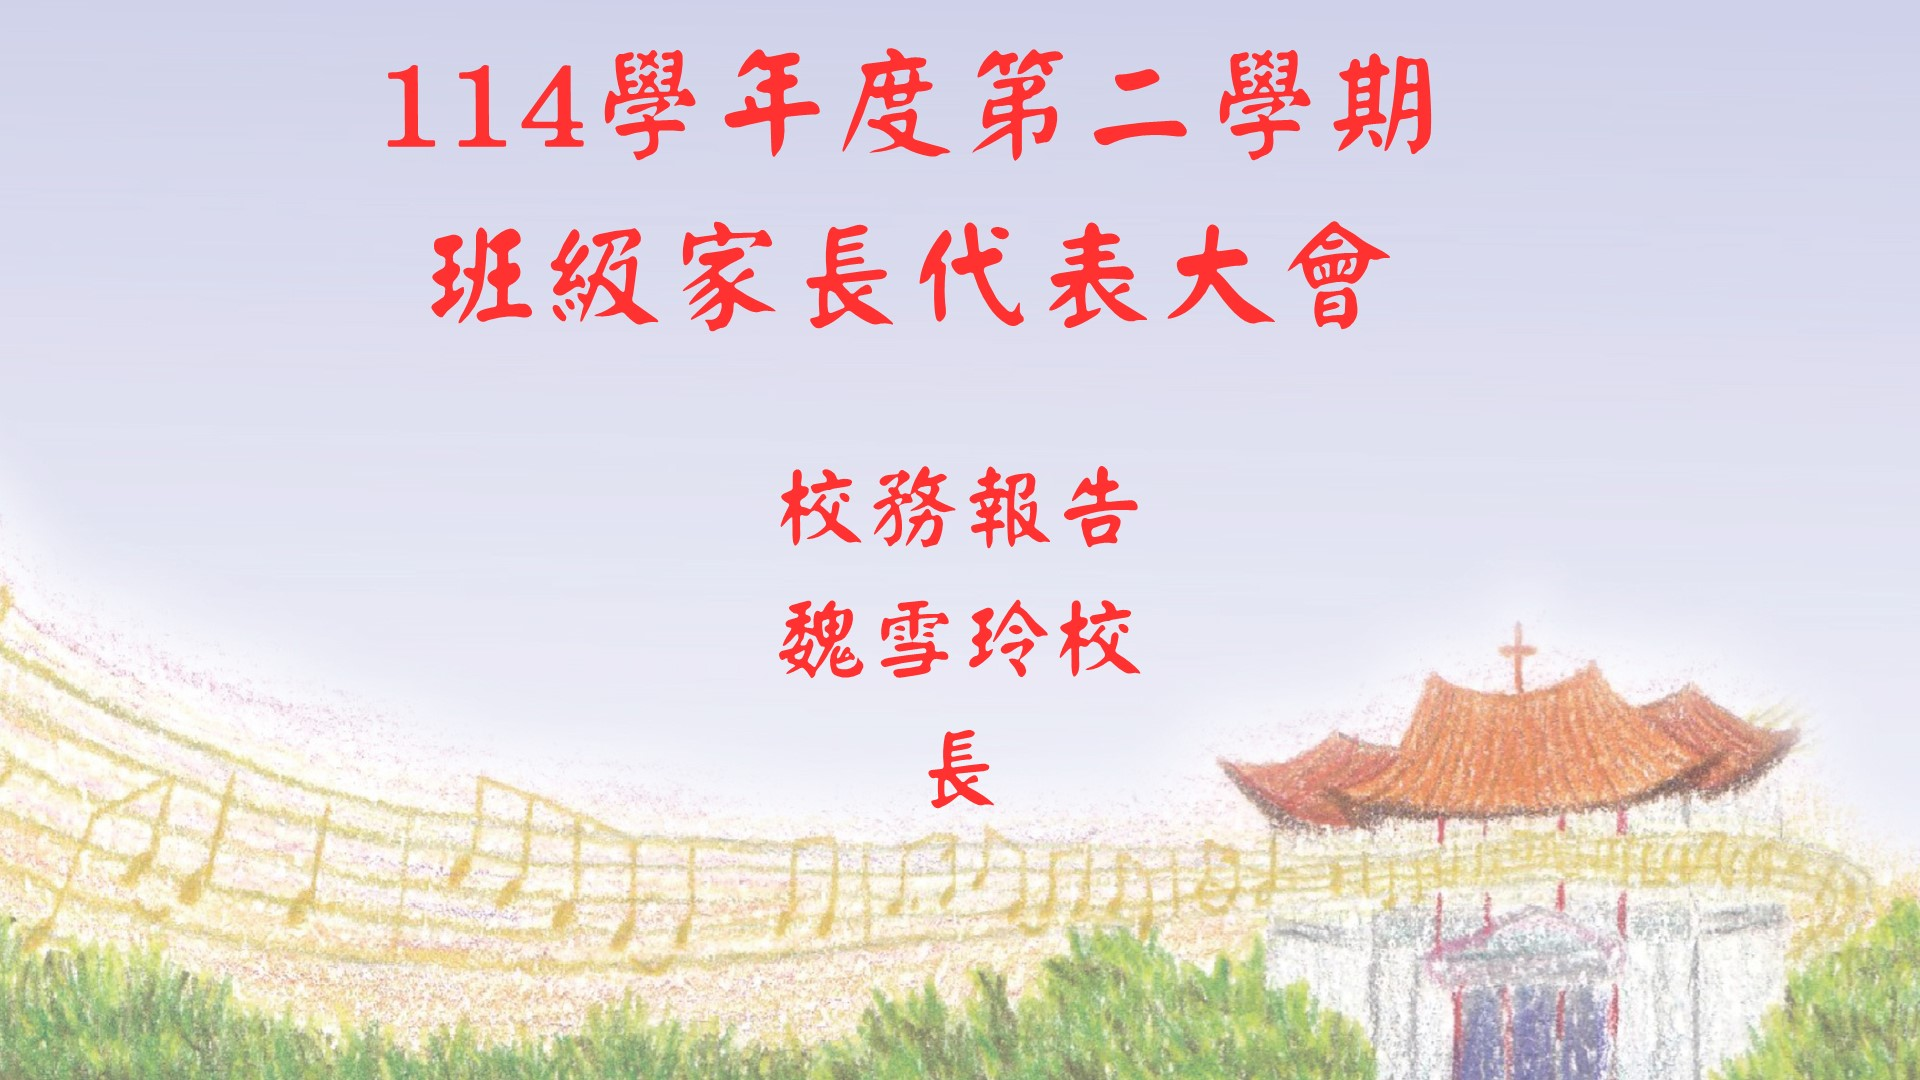 114學年度第二學期
班級家長代表大會
校務報告
魏雪玲校
長